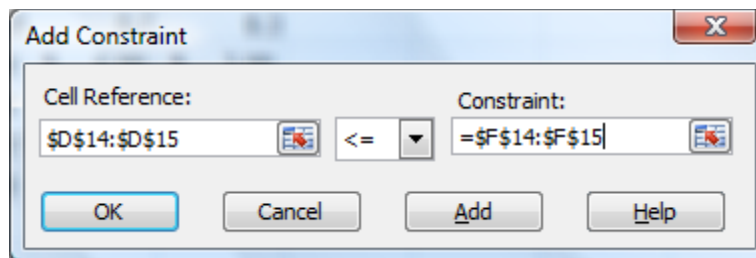 Add Constraint
X
Cell Reference: Constraint:
$D$14:$D$15 <= =$F$14:$F$15
OK Cancel Add Help